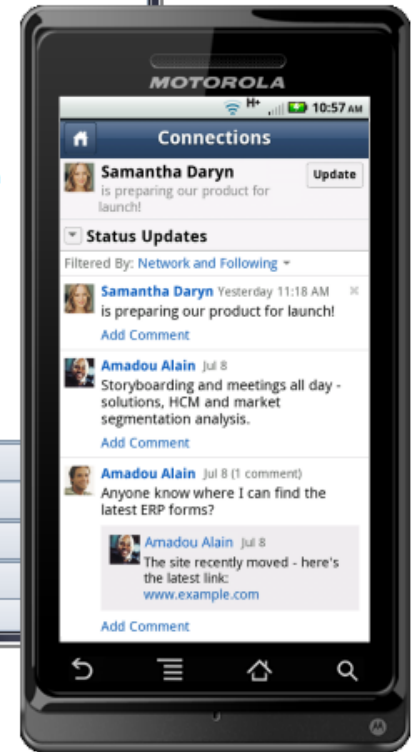 MOTOROLA
H+ 10:57 AM
Connections
Samantha Daryn Update
is preparing our product for
launch!
Status Updates
Filtered By: Network and Following
Samantha Daryn Yesterday 11:18 AM ×
is preparing our product for launch!
Add Comment
Amadou Alain Jul 8
Storyboarding and meetings all day -
solutions, HCM and market
segmentation analysis.
Add Comment
Amadou Alain Jul 8 (1 comment)
Anyone know where I can find the
latest ERP forms?
Amadou Alain Jul 8
The site recently moved - here's
the latest link:
www.example.com
Add Comment